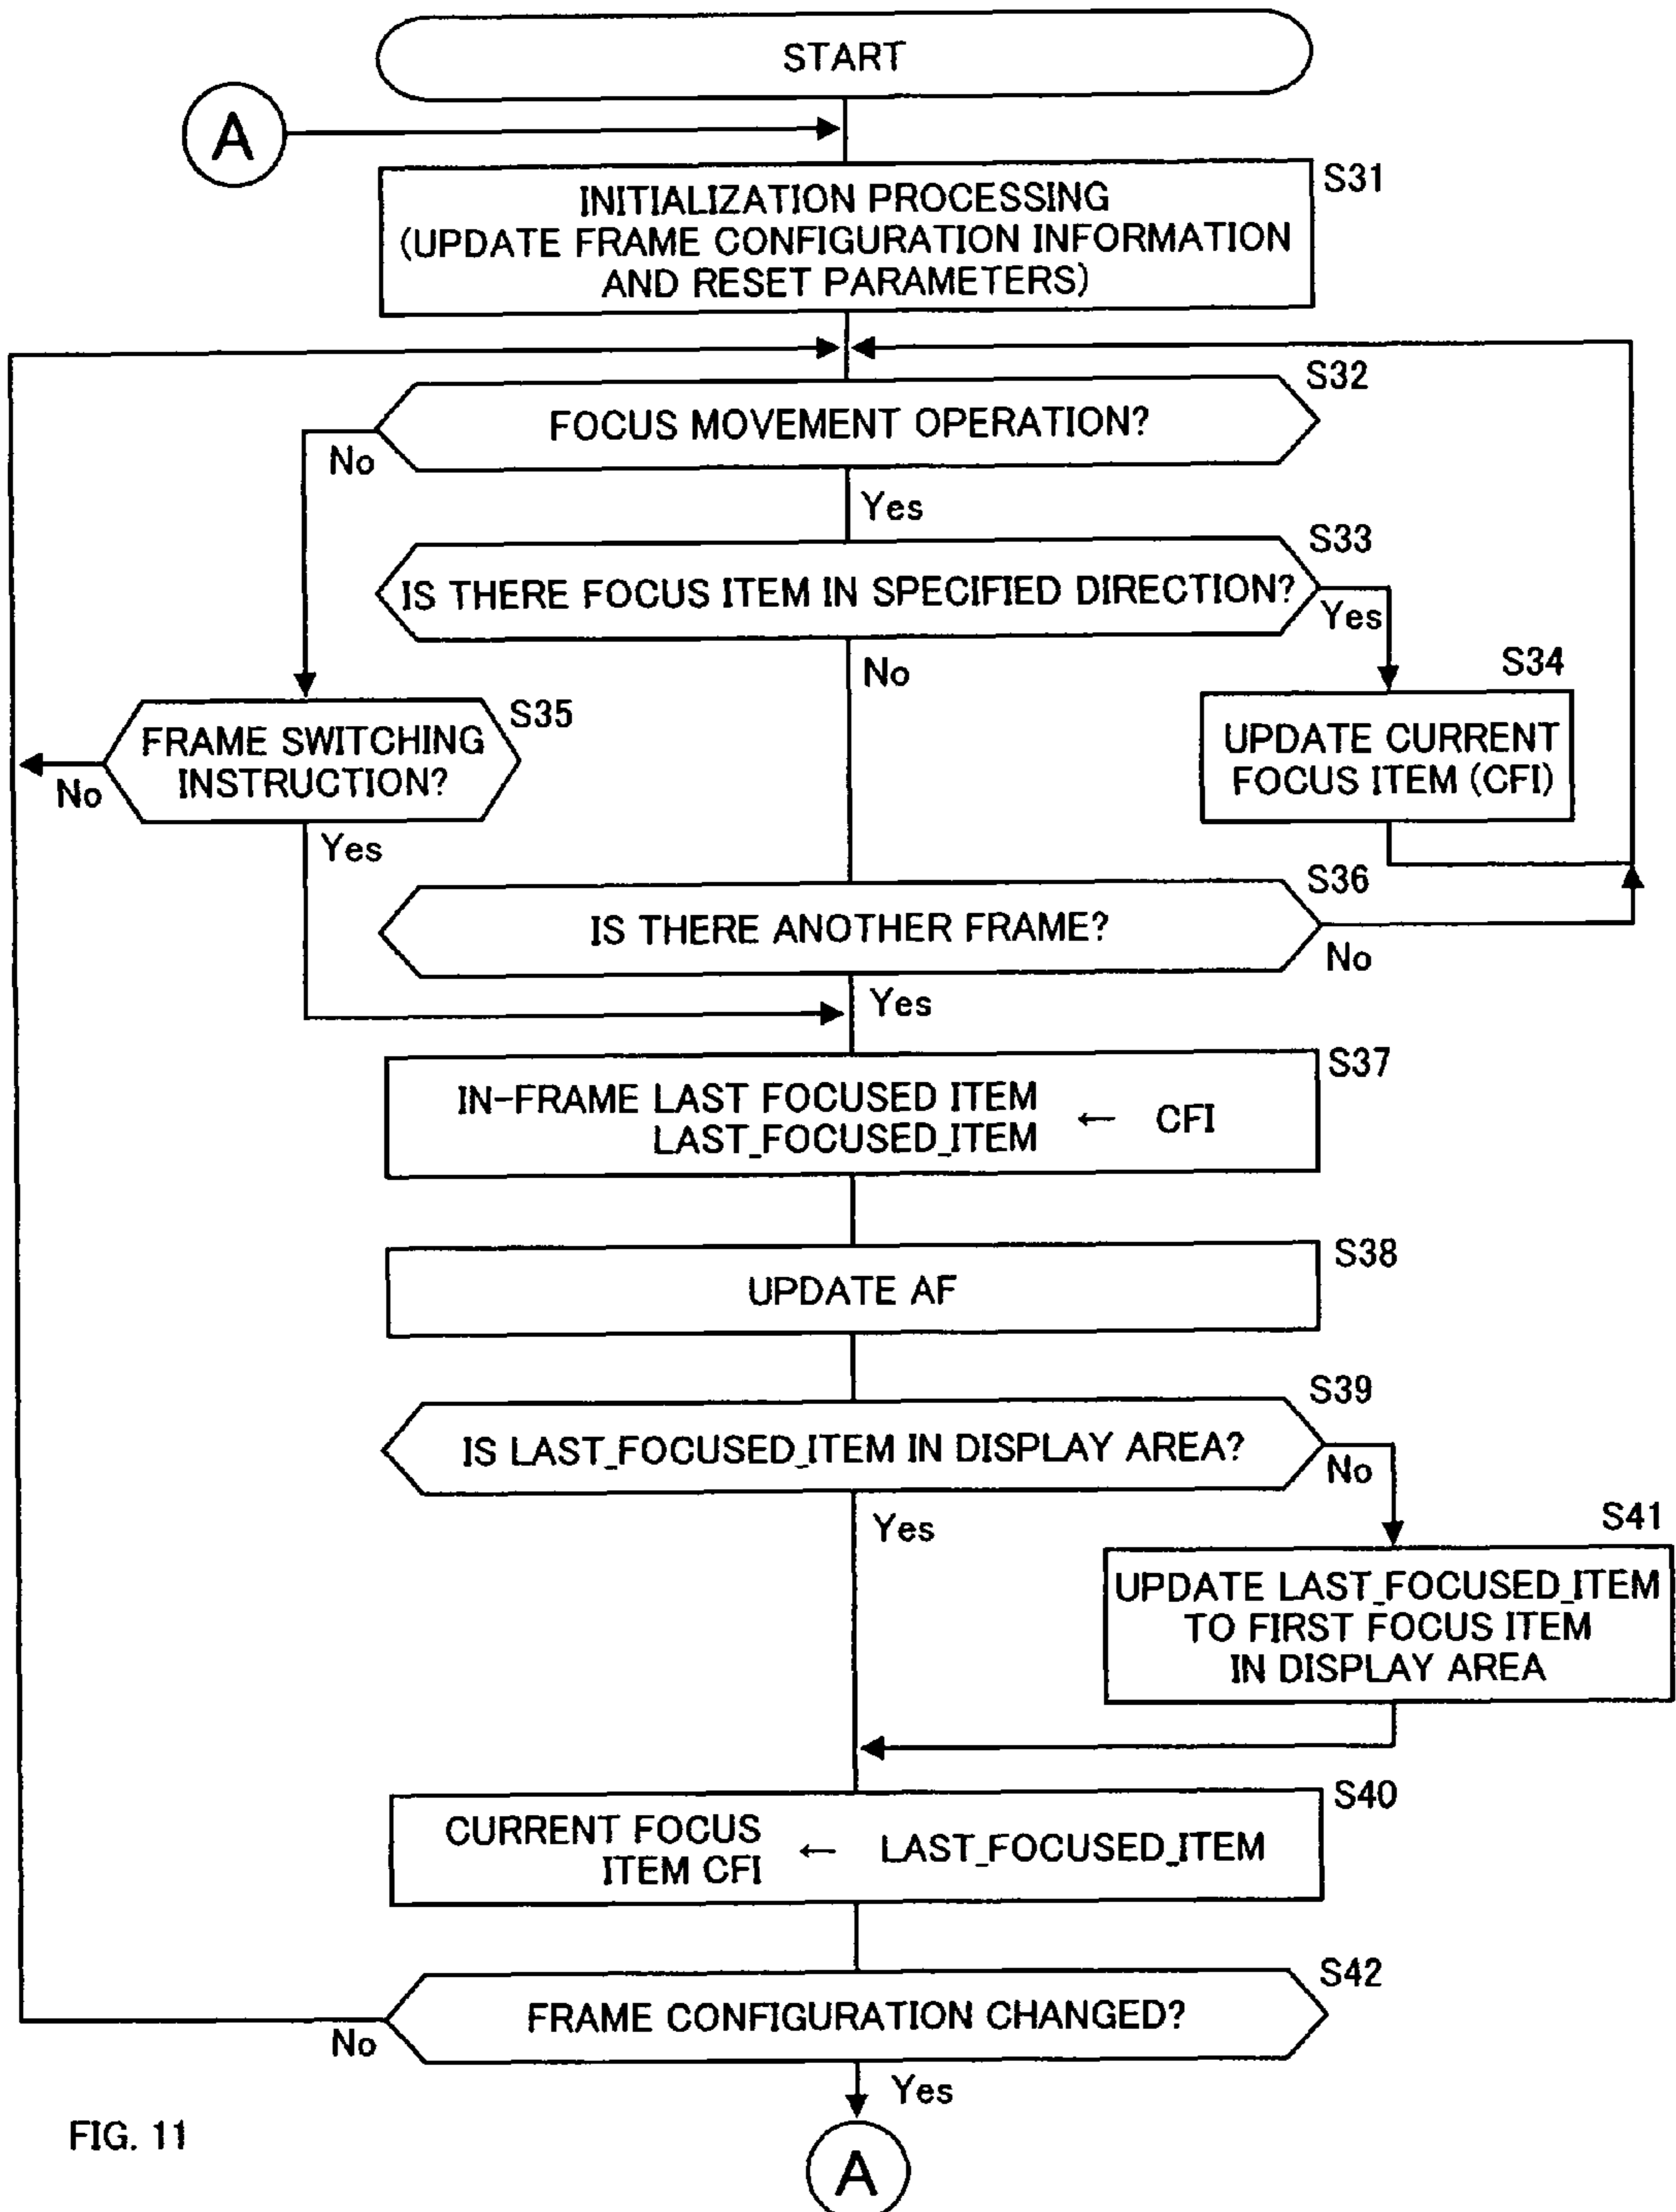 START
A
S31
INITIALIZATION PROCESSING
(UPDATE FRAME CONFIGURATION INFORMATION
AND RESET PARAMETERS)
S32
FOCUS MOVEMENT OPERATION?
No
Yes
S33
IS THERE FOCUS ITEM IN SPECIFIED DIRECTION?
Yes
No
S34
UPDATE CURRENT
FOCUS ITEM (CFI)
S35
FRAME SWITCHING
INSTRUCTION?
No
Yes
S36
IS THERE ANOTHER FRAME?
No
Yes
S37
IN-FRAME LAST FOCUSED ITEM
LAST_FOCUSED_ITEM ← CFI
S38
UPDATE AF
S39
IS LAST_FOCUSED_ITEM IN DISPLAY AREA?
No
Yes
S41
UPDATE LAST_FOCUSED_ITEM
TO FIRST FOCUS ITEM
IN DISPLAY AREA
S40
CURRENT FOCUS
ITEM CFI ← LAST_FOCUSED_ITEM
S42
FRAME CONFIGURATION CHANGED?
No
Yes
A
FIG. 11